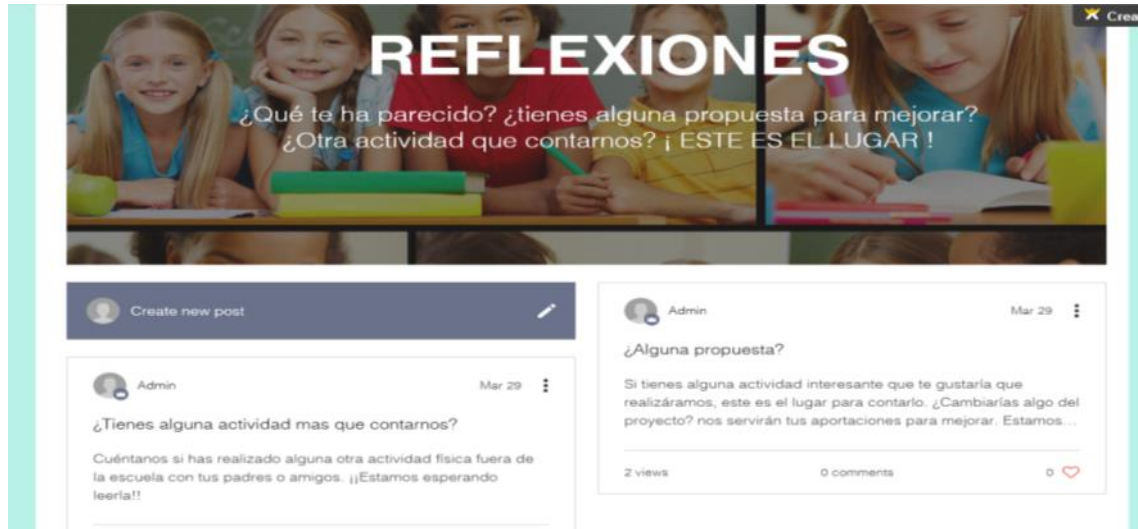 Crea
REFLEXIONES
¿Qué te ha parecido? ¿tienes alguna propuesta para mejorar?
¿Otra actividad que contarnos? ¡ ESTE ES EL LUGAR !
Create new post
Admin
Mar 29
¿Tienes alguna actividad mas que contarnos?
Cuéntanos si has realizado alguna otra actividad física fuera de
la escuela con tus padres o amigos. ¡¡Estamos esperando
leerla!!
Admin
Mar 29
¿Alguna propuesta?
Si tienes alguna actividad interesante que te gustaría que
realizáramos, este es el lugar para contarlo. ¿Cambiarías algo del
proyecto? nos servirán tus aportaciones para mejorar. Estamos...
2 views
0 comments
0